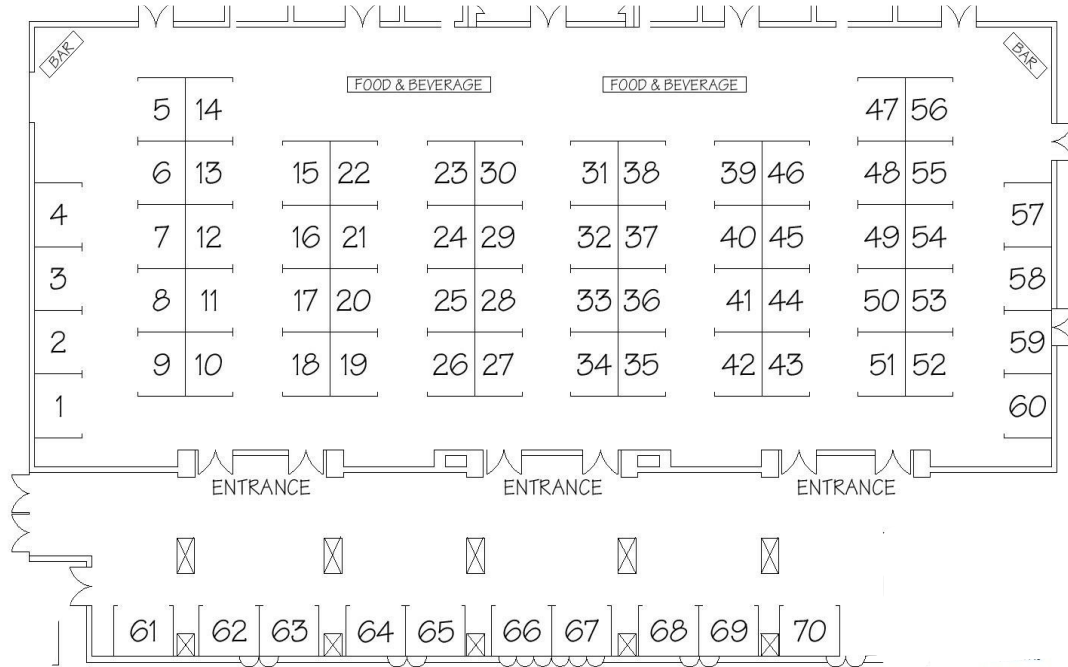 BAR
BAR
FOOD & BEVERAGE FOOD & BEVERAGE
5 14 47 56
6 13 15 22 23 30 31 38 39 46 48 55
4 57
7 12 16 21 24 29 32 37 40 45 49 54
3 58
8 11 17 20 25 28 33 36 41 44 50 53
2 59
9 10 18 19 26 27 34 35 42 43 51 52
1 60
ENTRANCE ENTRANCE ENTRANCE
61 62 63 64 65 66 67 68 69 70